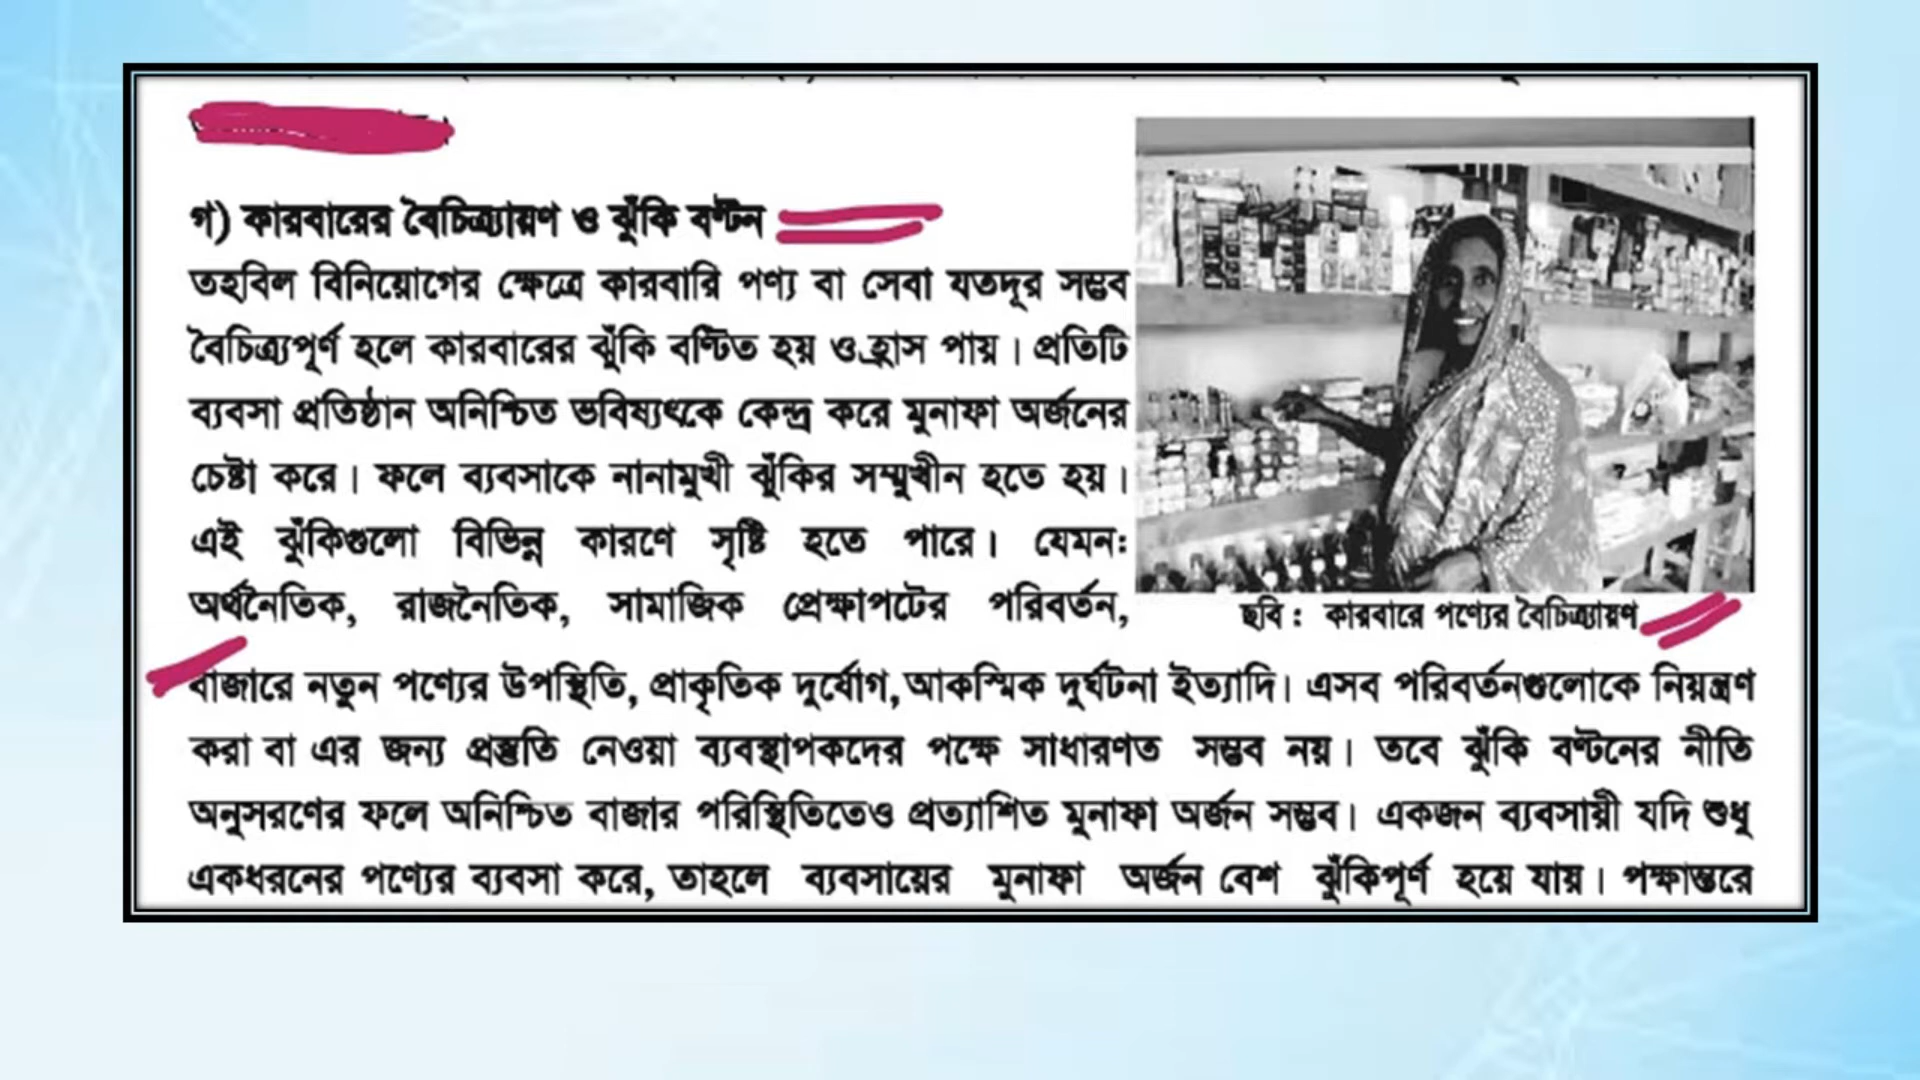 গ) কারবারের বৈচিত্র্যায়ণ ও ঝুঁকি বণ্টন
তহবিল বিনিয়োগের ক্ষেত্রে কারবারি পণ্য বা সেবা যতদূর সম্ভব
বৈচিত্র্যপূর্ণ হলে কারবারের ঝুঁকি বণ্টিত হয় ও হ্রাস পায়। প্রতিটি
ব্যবসা প্রতিষ্ঠান অনিশ্চিত ভবিষ্যৎকে কেন্দ্র করে মুনাফা অর্জনের
চেষ্টা করে। ফলে ব্যবসাকে নানামুখী ঝুঁকির সম্মুখীন হতে হয়।
এই ঝুঁকিগুলো বিভিন্ন কারণে সৃষ্টি হতে পারে। যেমন:
অর্থনৈতিক, রাজনৈতিক, সামাজিক প্রেক্ষাপটের পরিবর্তন,
ছবি : কারবারে পণ্যের বৈচিত্র্যায়ণ
বাজারে নতুন পণ্যের উপস্থিতি, প্রাকৃতিক দুর্যোগ,আকস্মিক দুর্ঘটনা ইত্যাদি। এসব পরিবর্তনগুলোকে নিয়ন্ত্রণ
করা বা এর জন্য প্রস্তুতি নেওয়া ব্যবস্থাপকদের পক্ষে সাধারণত সম্ভব নয়। তবে ঝুঁকি বণ্টনের নীতি
অনুসরণের ফলে অনিশ্চিত বাজার পরিস্থিতিতেও প্রত্যাশিত মুনাফা অর্জন সম্ভব। একজন ব্যবসায়ী যদি শুধু
একধরনের পণ্যের ব্যবসা করে, তাহলে ব্যবসায়ের মুনাফা অর্জন বেশ ঝুঁকিপূর্ণ হয়ে যায়। পক্ষান্তরে